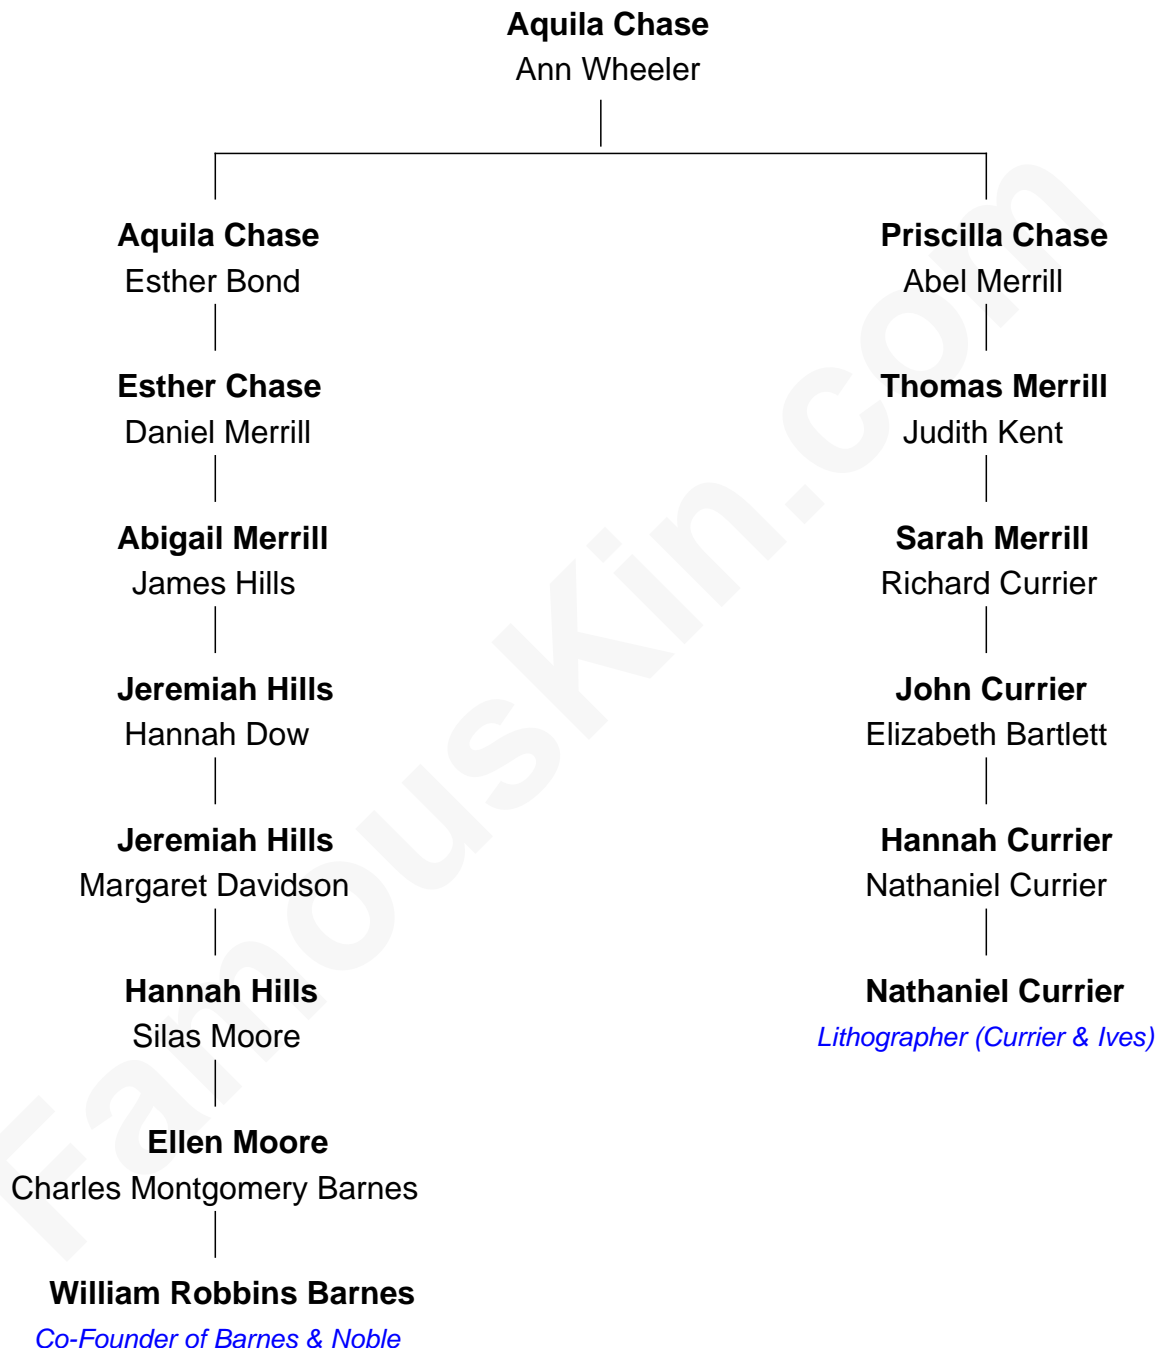 Aquila Chase
Ann Wheeler
Aquila Chase
Esther Bond
Esther Chase
Daniel Merrill
Abigail Merrill
James Hills
Jeremiah Hills
Hannah Dow
Jeremiah Hills
Margaret Davidson
Hannah Hills
Silas Moore
Ellen Moore
Charles Montgomery Barnes
William Robbins Barnes
Co-Founder of Barnes & Noble
Priscilla Chase
Abel Merrill
Thomas Merrill
Judith Kent
Sarah Merrill
Richard Currier
John Currier
Elizabeth Bartlett
Hannah Currier
Nathaniel Currier
Nathaniel Currier
Lithographer (Currier & Ives)
FamousKin.com